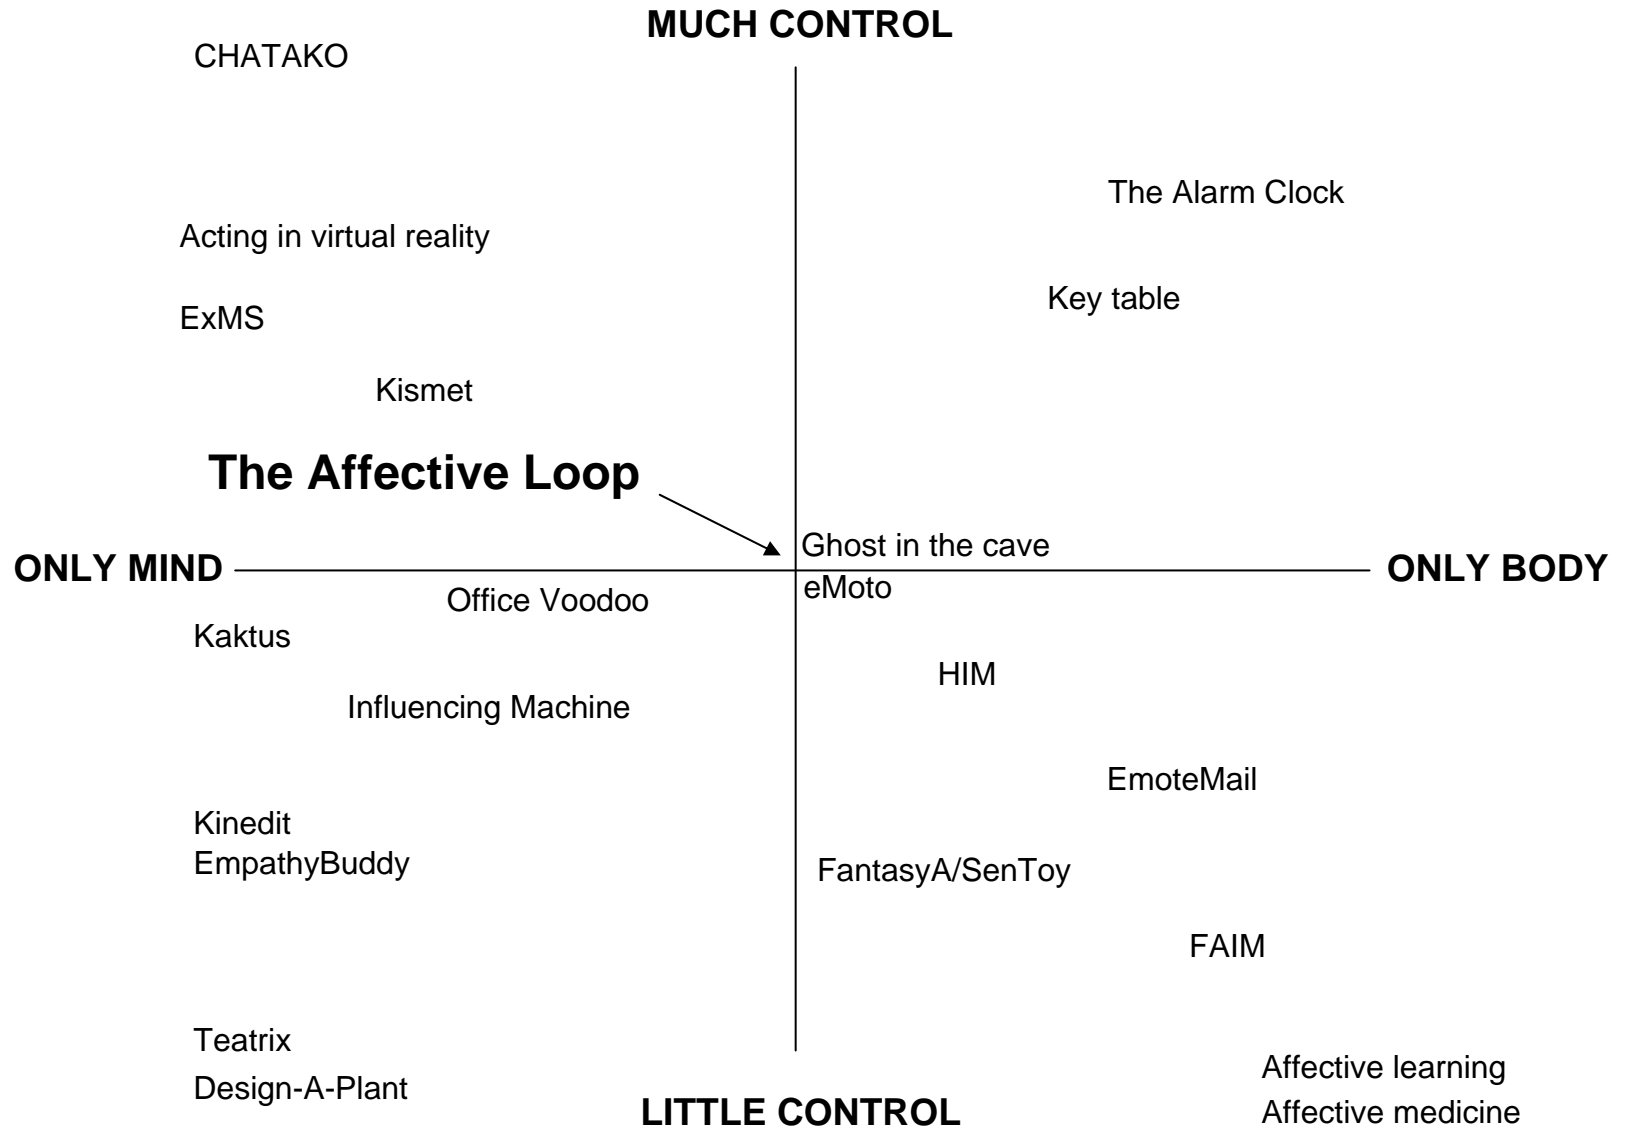 MUCH CONTROL
CHATAKO
The Alarm Clock
Acting in virtual reality
Key table
ExMS
Kismet
The Affective Loop
Ghost in the cave
ONLY MIND
ONLY BODY
eMoto
Office Voodoo
Kaktus
HIM
Influencing Machine
EmoteMail
Kinedit
EmpathyBuddy
FantasyA/SenToy
FAIM
Teatrix
Affective learning
Design-A-Plant
LITTLE CONTROL
Affective medicine